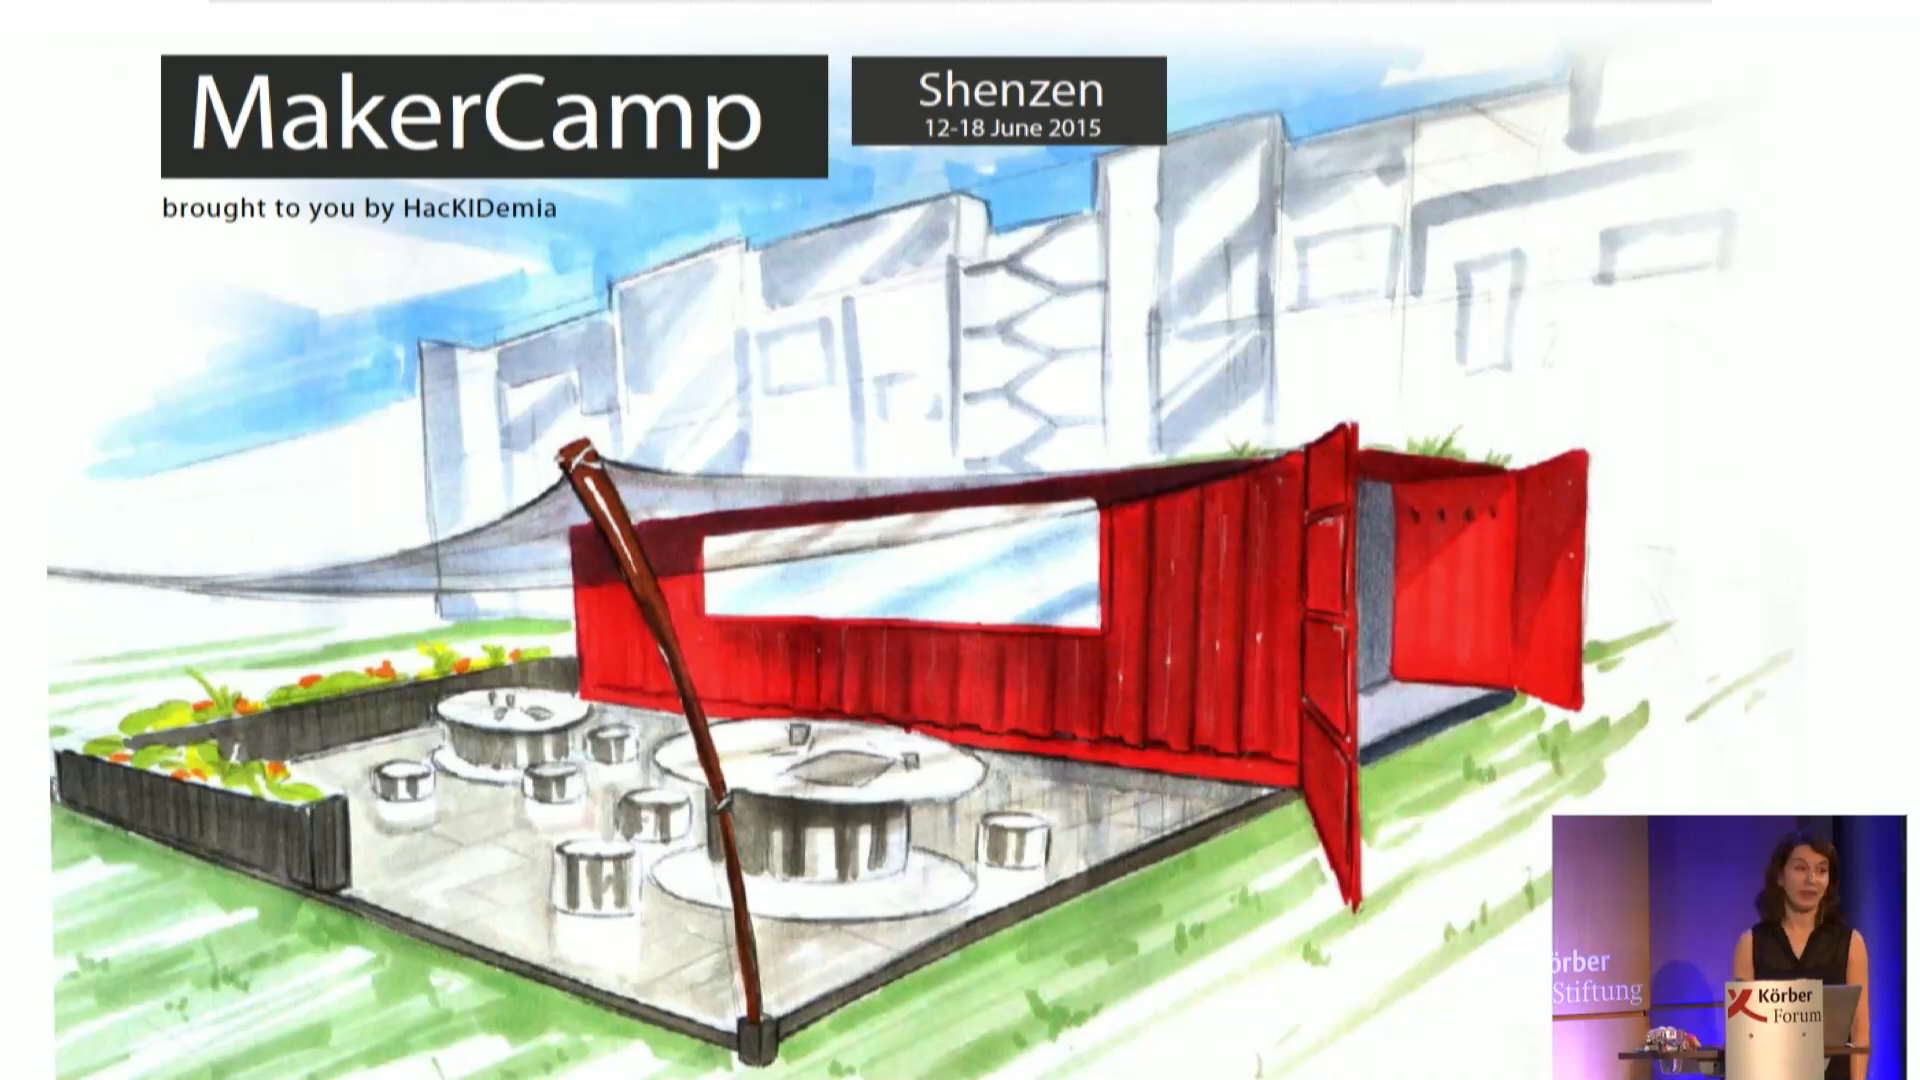 MakerCamp
Shenzen
12-18 June 2015
brought to you by HacKIDemia
örber
Stiftung
Körber
Forum